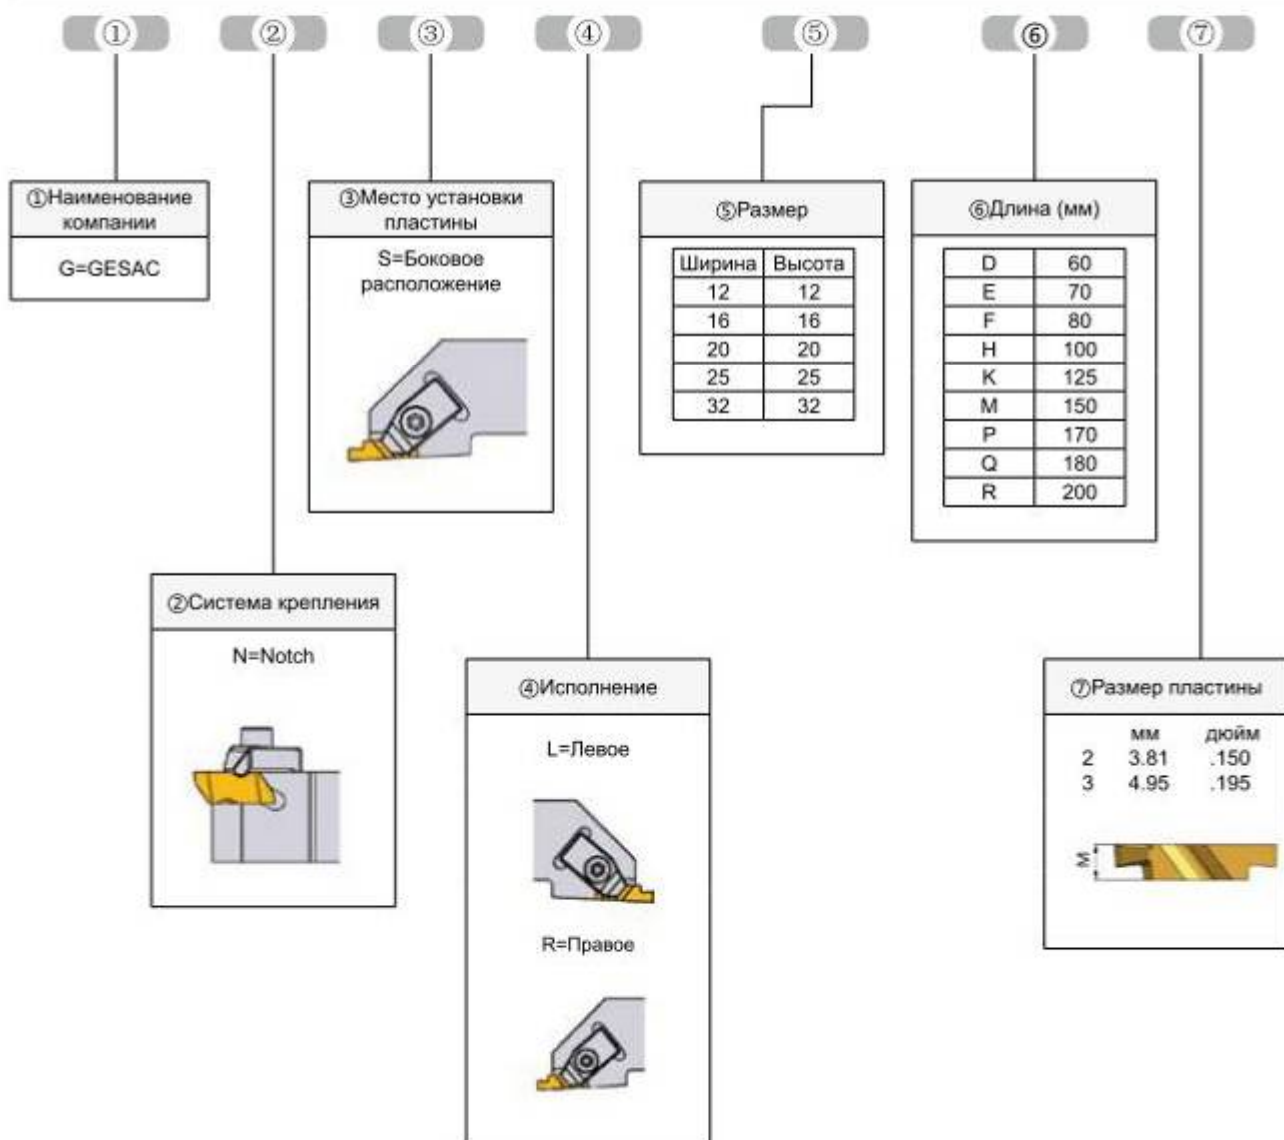 ① ② ③ ④ ⑤ ⑥ ⑦
①Наименование
компании
G=GESAC
③Место установки
пластины
S=Боковое
расположение
⑤Размер
Ширина Высота
12 12
16 16
20 20
25 25
32 32
⑥Длина (мм)
D 60
E 70
F 80
H 100
K 125
M 150
P 170
Q 180
R 200
②Система крепления
N=Notch
④Исполнение
L=Левое
R=Правое
⑦Размер пластины
мм дюйм
2 3.81 .150
3 4.95 .195
M